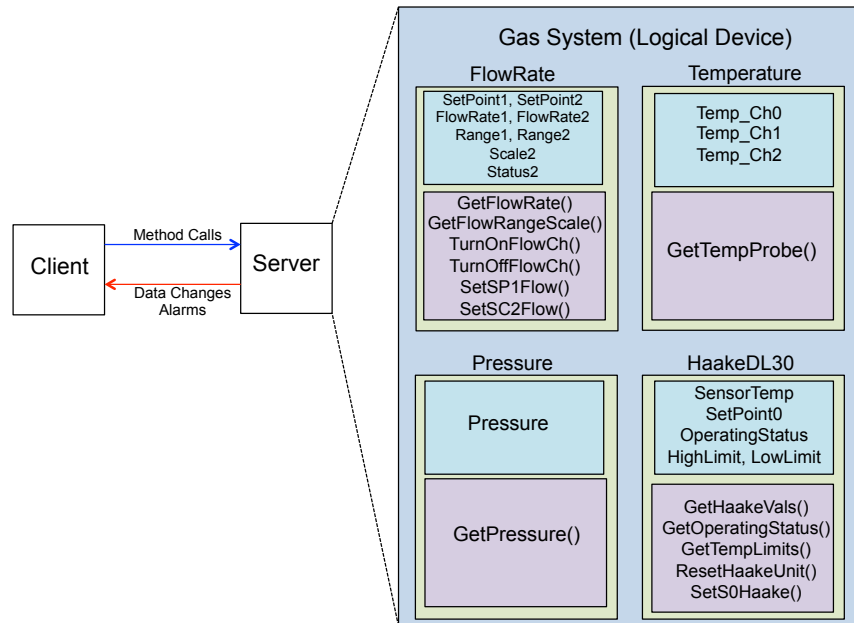 Client
Method Calls
Data Changes
Alarms
Server
Gas System (Logical Device)
FlowRate
SetPoint1, SetPoint2
FlowRate1, FlowRate2
Range1, Range2
Scale2
Status2
GetFlowRate()
GetFlowRangeScale()
TurnOnFlowCh()
TurnOffFlowCh()
SetSP1Flow()
SetSC2Flow()
Temperature
Temp_Ch0
Temp_Ch1
Temp_Ch2
GetTempProbe()
Pressure
Pressure
GetPressure()
HaakeDL30
SensorTemp
SetPoint0
OperatingStatus
HighLimit, LowLimit
GetHaakeVals()
GetOperatingStatus()
GetTempLimits()
ResetHaakeUnit()
SetS0Haake()